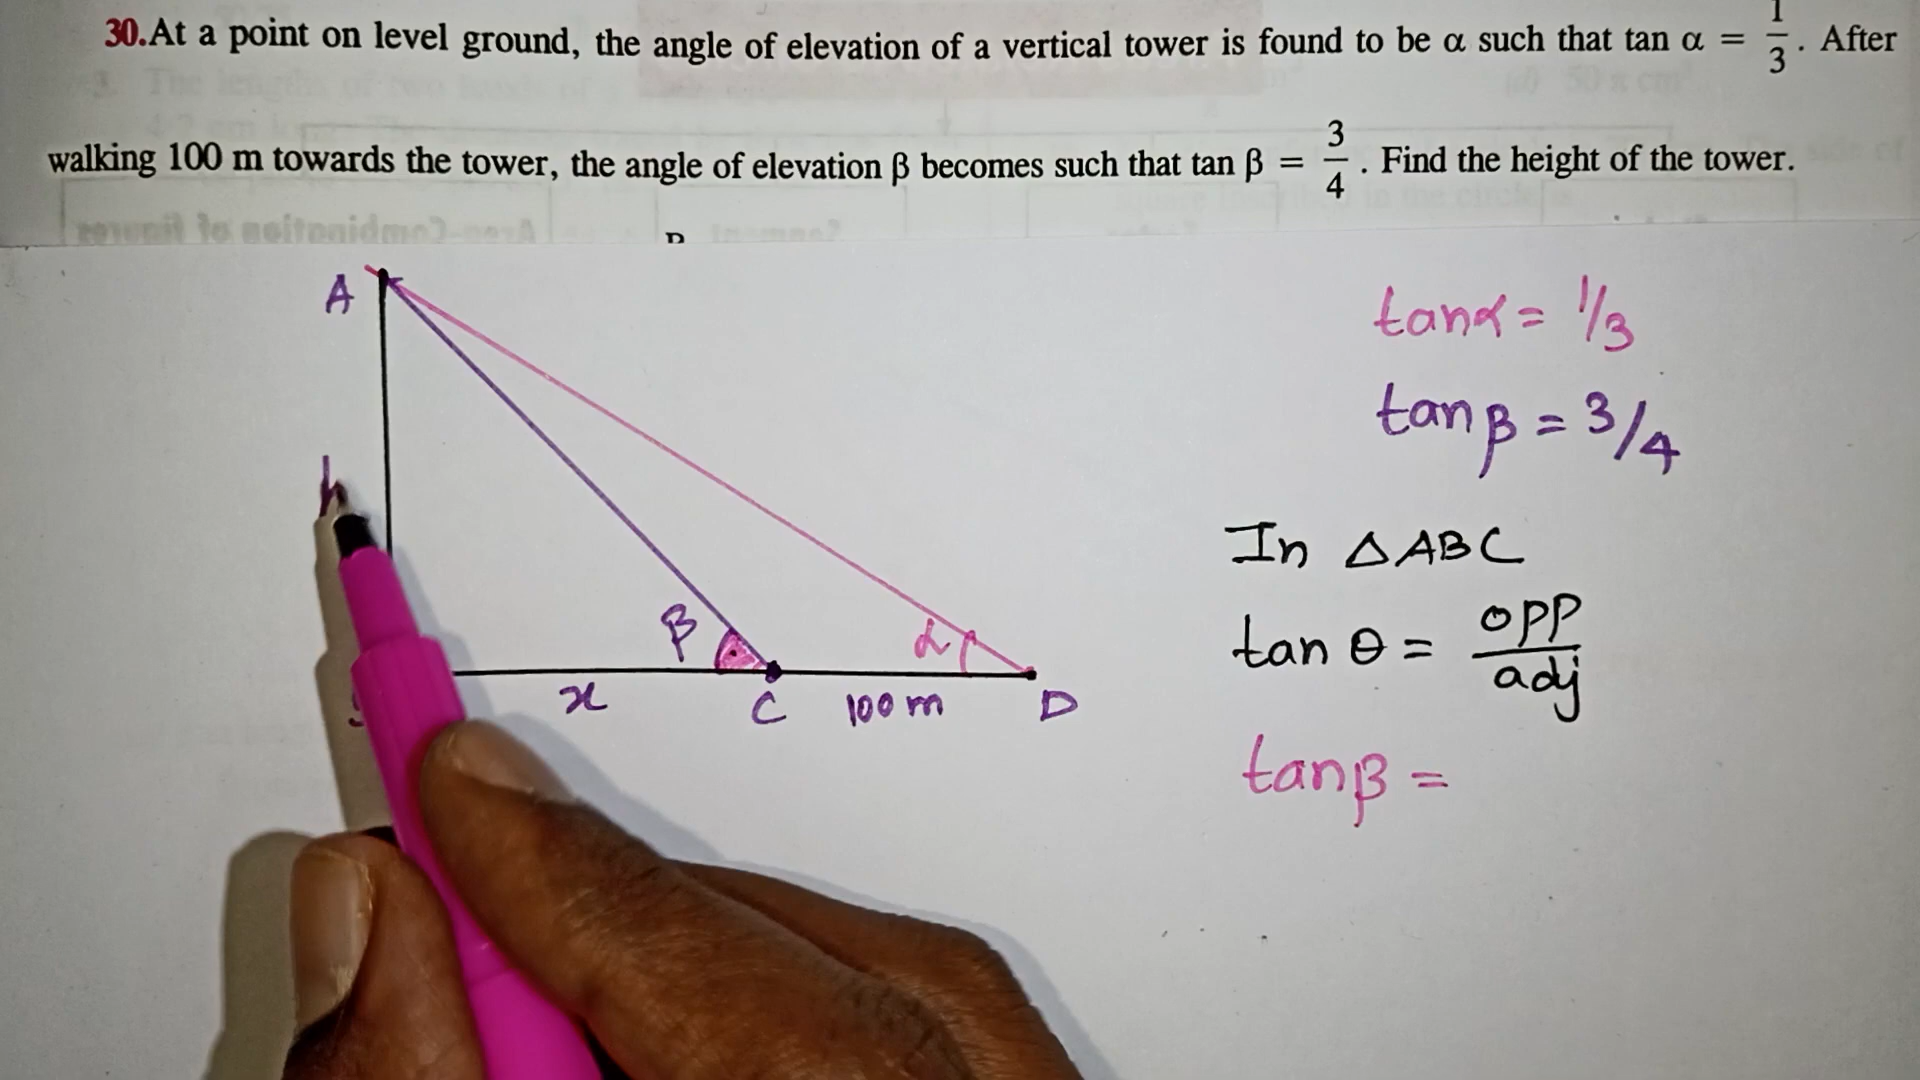 30. At a point on level ground, the angle of elevation of a vertical tower is found to be α such that tan α = 1/3. After
walking 100 m towards the tower, the angle of elevation β becomes such that tan β = 3/4. Find the height of the tower.
A
h
β
α
x
C
100 m
D
tanα = 1/3
tanβ = 3/4
In △ABC
tan θ = opp/adj
tanβ =